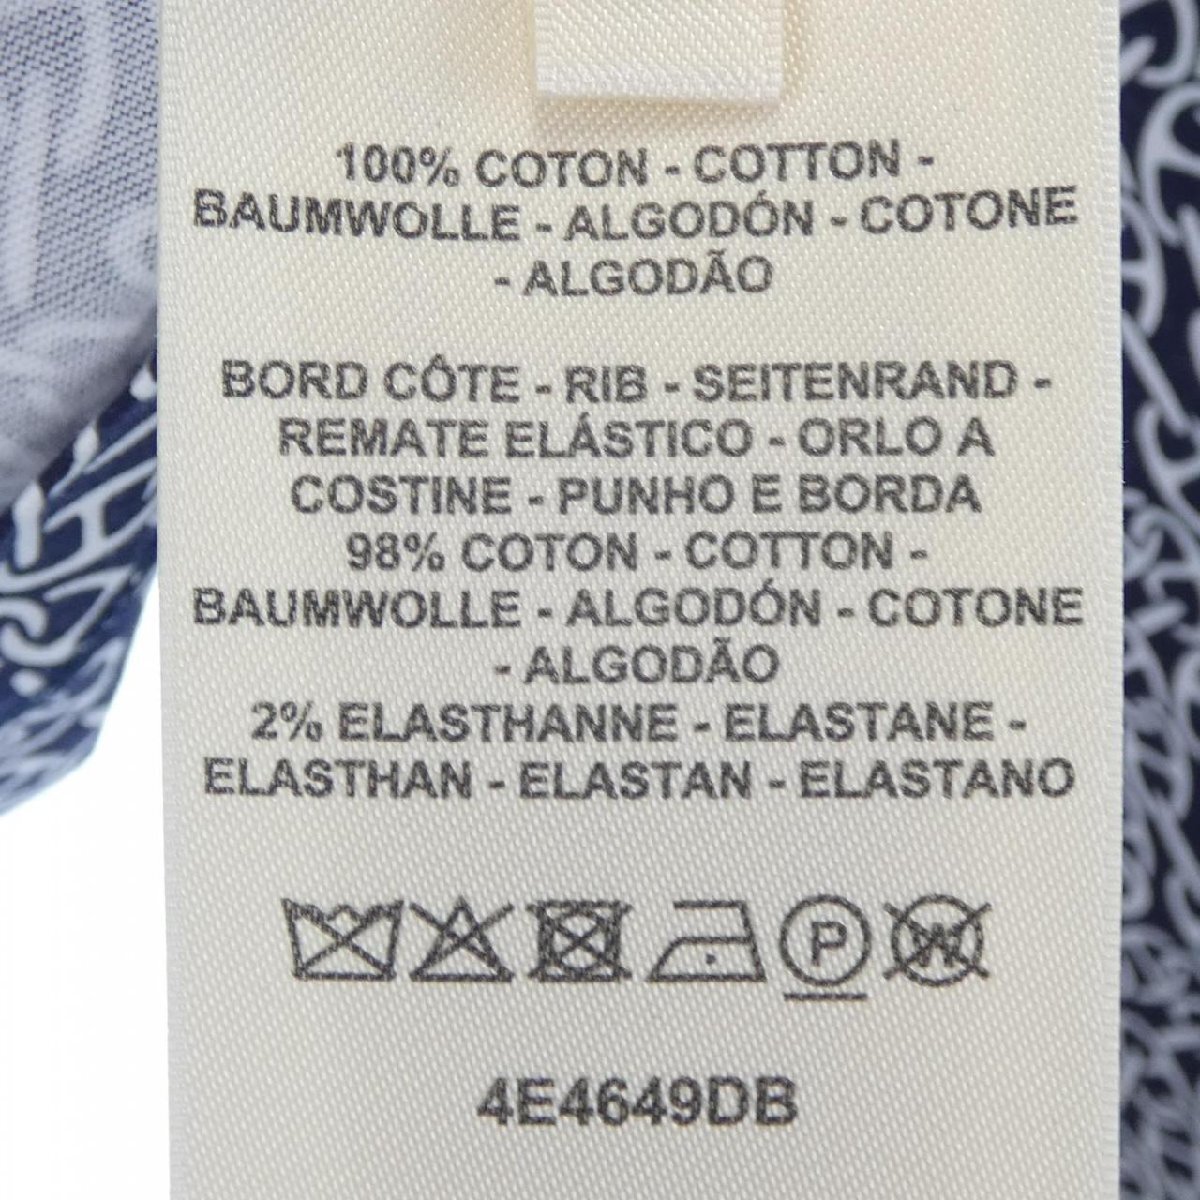 100% COTON - COTTON -
BAUMWOLLE - ALGODÓN - COTONE
- ALGODÃO
BORD CÔTE - RIB - SEITENRAND -
REMATE ELÁSTICO - ORLO A
COSTINE - PUNHO E BORDA
98% COTON - COTTON -
BAUMWOLLE - ALGODÓN - COTONE
- ALGODÃO
2% ELASTHANNE - ELASTANE -
ELASTHAN - ELASTAN - ELASTANO
P W
4E4649DB